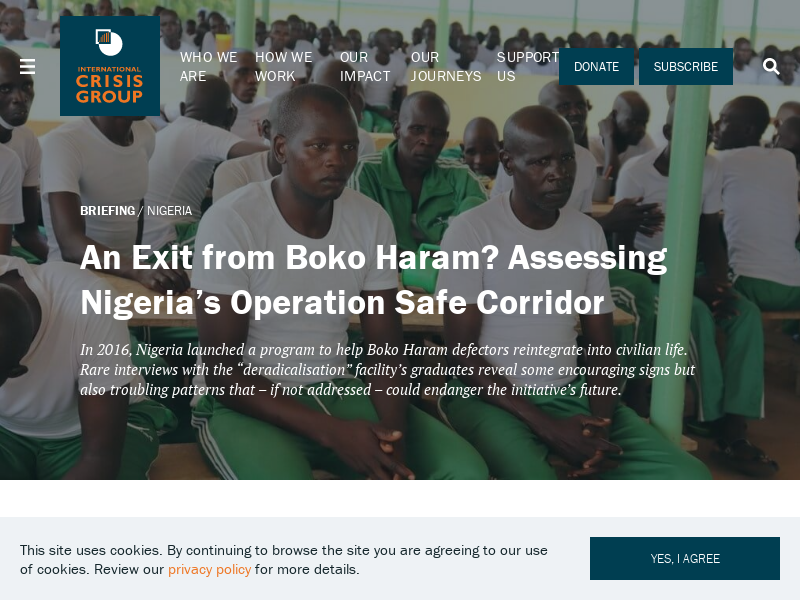 WHO WE ARE
HOW WE WORK
OUR IMPACT
OUR JOURNEYS
SUPPORT US
DONATE
SUBSCRIBE
INTERNATIONAL
CRISIS
GROUP
BRIEFING / NIGERIA
An Exit from Boko Haram? Assessing
Nigeria’s Operation Safe Corridor
In 2016, Nigeria launched a program to help Boko Haram defectors reintegrate into civilian life.
Rare interviews with the “deradicalisation” facility’s graduates reveal some encouraging signs but
also troubling patterns that – if not addressed – could endanger the initiative’s future.
This site uses cookies. By continuing to browse the site you are agreeing to our use
of cookies. Review our privacy policy for more details.
YES, I AGREE